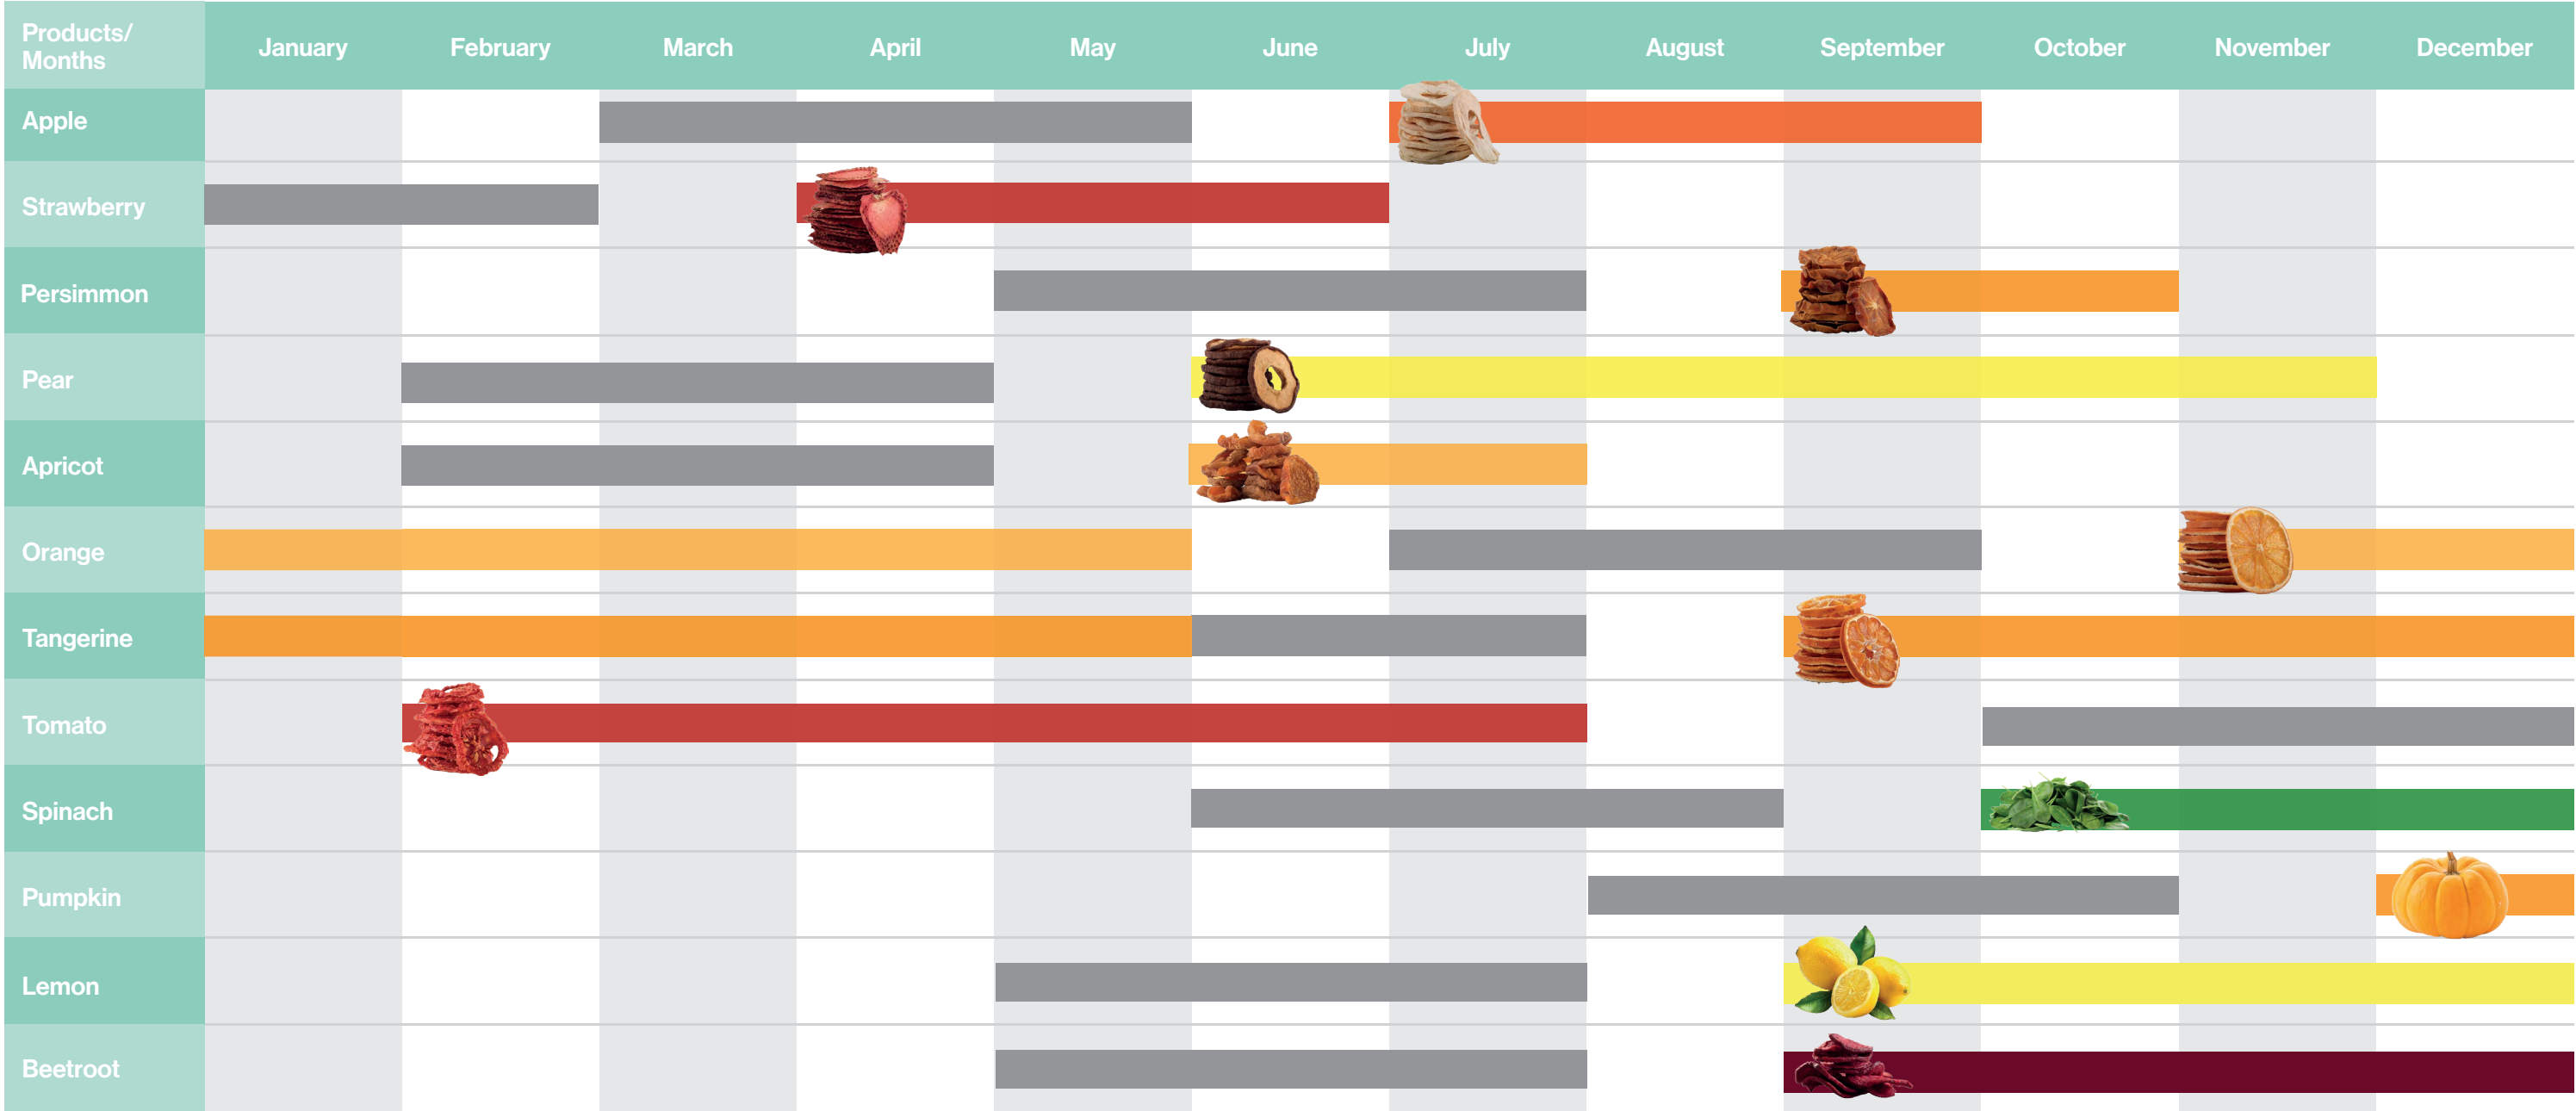 Products/
Months
January February March April May June July August September October November December
Apple
Strawberry
Persimmon
Pear
Apricot
Orange
Tangerine
Tomato
Spinach
Pumpkin
Lemon
Beetroot